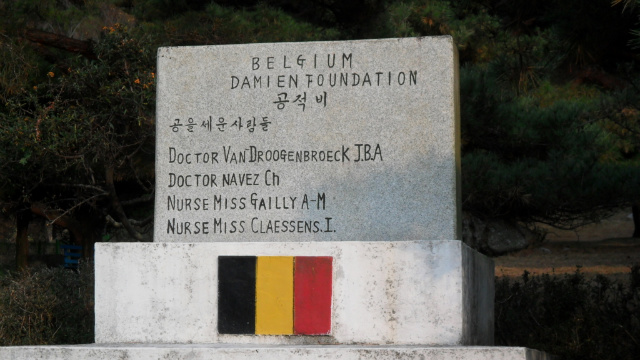 BELGIUM
DAMIEN FOUNDATION
공적비
공을세운사람들
DOCTOR VAN DROOGENBROECK J.B.A
DOCTOR NAVEZ Ch
NURSE MISS GAILLY A-M
NURSE MISS CLAESSENS.I.